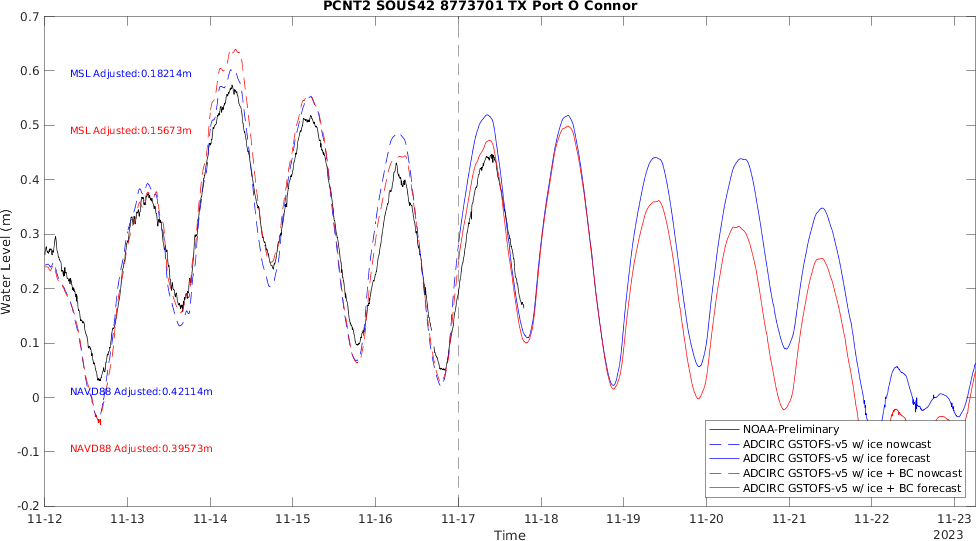 PCNT2 SOUS42 8773701 TX Port O Connor
0.7
0.6
0.5
0.4
0.3
0.2
0.1
0
-0.1
-0.2
Water Level (m)
MSL Adjusted:0.18214m
MSL Adjusted:0.15673m
NAVD88 Adjusted:0.42114m
NAVD88 Adjusted:0.39573m
NOAA-Preliminary
ADCIRC GSTOFS-v5 w/ ice nowcast
ADCIRC GSTOFS-v5 w/ ice forecast
ADCIRC GSTOFS-v5 w/ ice + BC nowcast
ADCIRC GSTOFS-v5 w/ ice + BC forecast
11-12 11-13 11-14 11-15 11-16 11-17 11-18 11-19 11-20 11-21 11-22 11-23
2023
Time